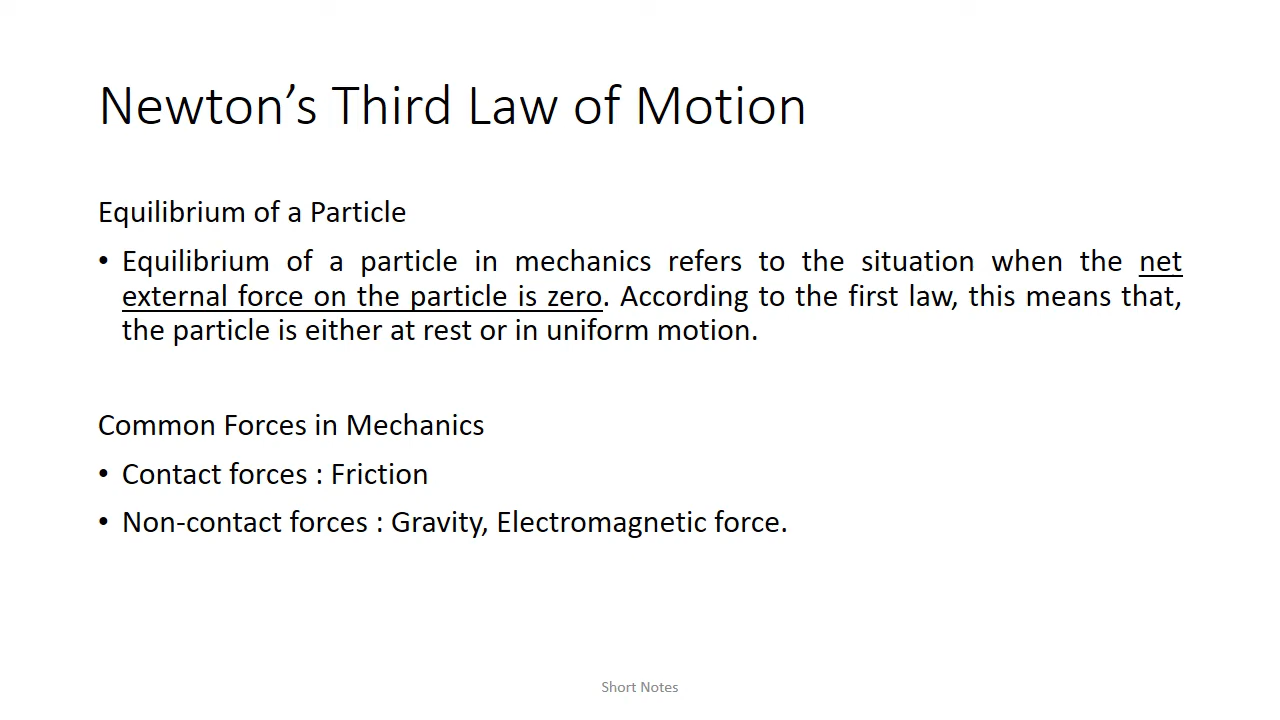 Newton’s Third Law of Motion
Equilibrium of a Particle
• Equilibrium of a particle in mechanics refers to the situation when the net
external force on the particle is zero. According to the first law, this means that,
the particle is either at rest or in uniform motion.
Common Forces in Mechanics
• Contact forces : Friction
• Non-contact forces : Gravity, Electromagnetic force.
Short Notes